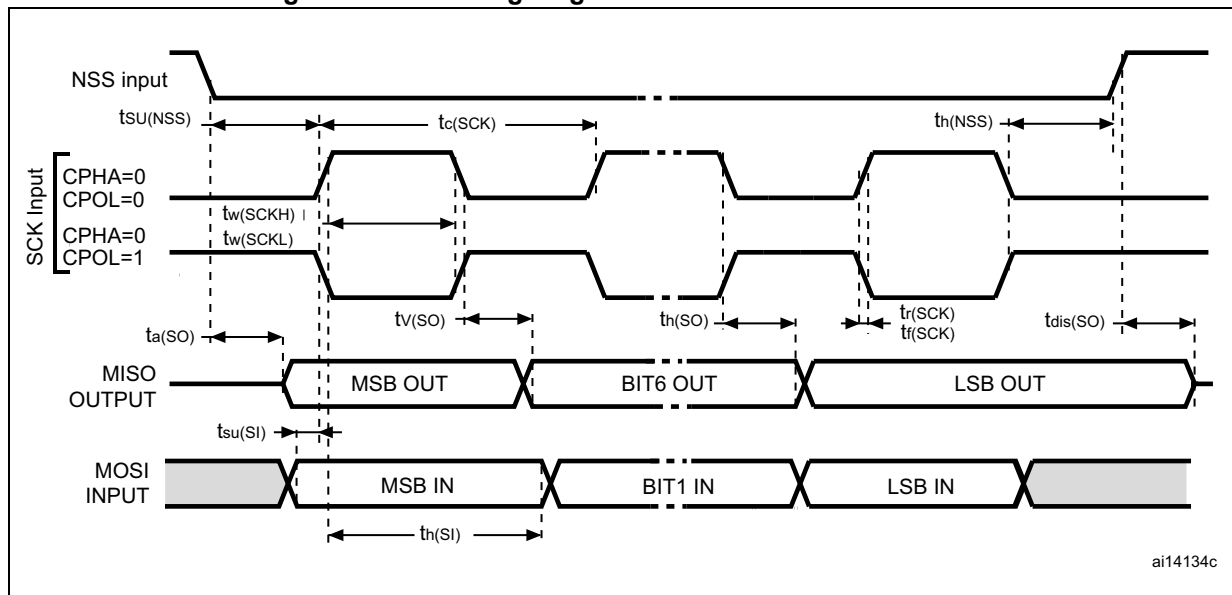 NSS input
tSU(NSS)
tc(SCK)
th(NSS)
SCK Input
CPHA=0
CPOL=0
tw(SCKH)
CPHA=0
tw(SCKL)
CPOL=1
tV(SO)
th(SO)
tr(SCK)
tf(SCK)
ta(SO)
tdis(SO)
MISO
OUTPUT
MSB OUT
BIT6 OUT
LSB OUT
tsu(SI)
MOSI
INPUT
MSB IN
BIT1 IN
LSB IN
th(SI)
ai14134c